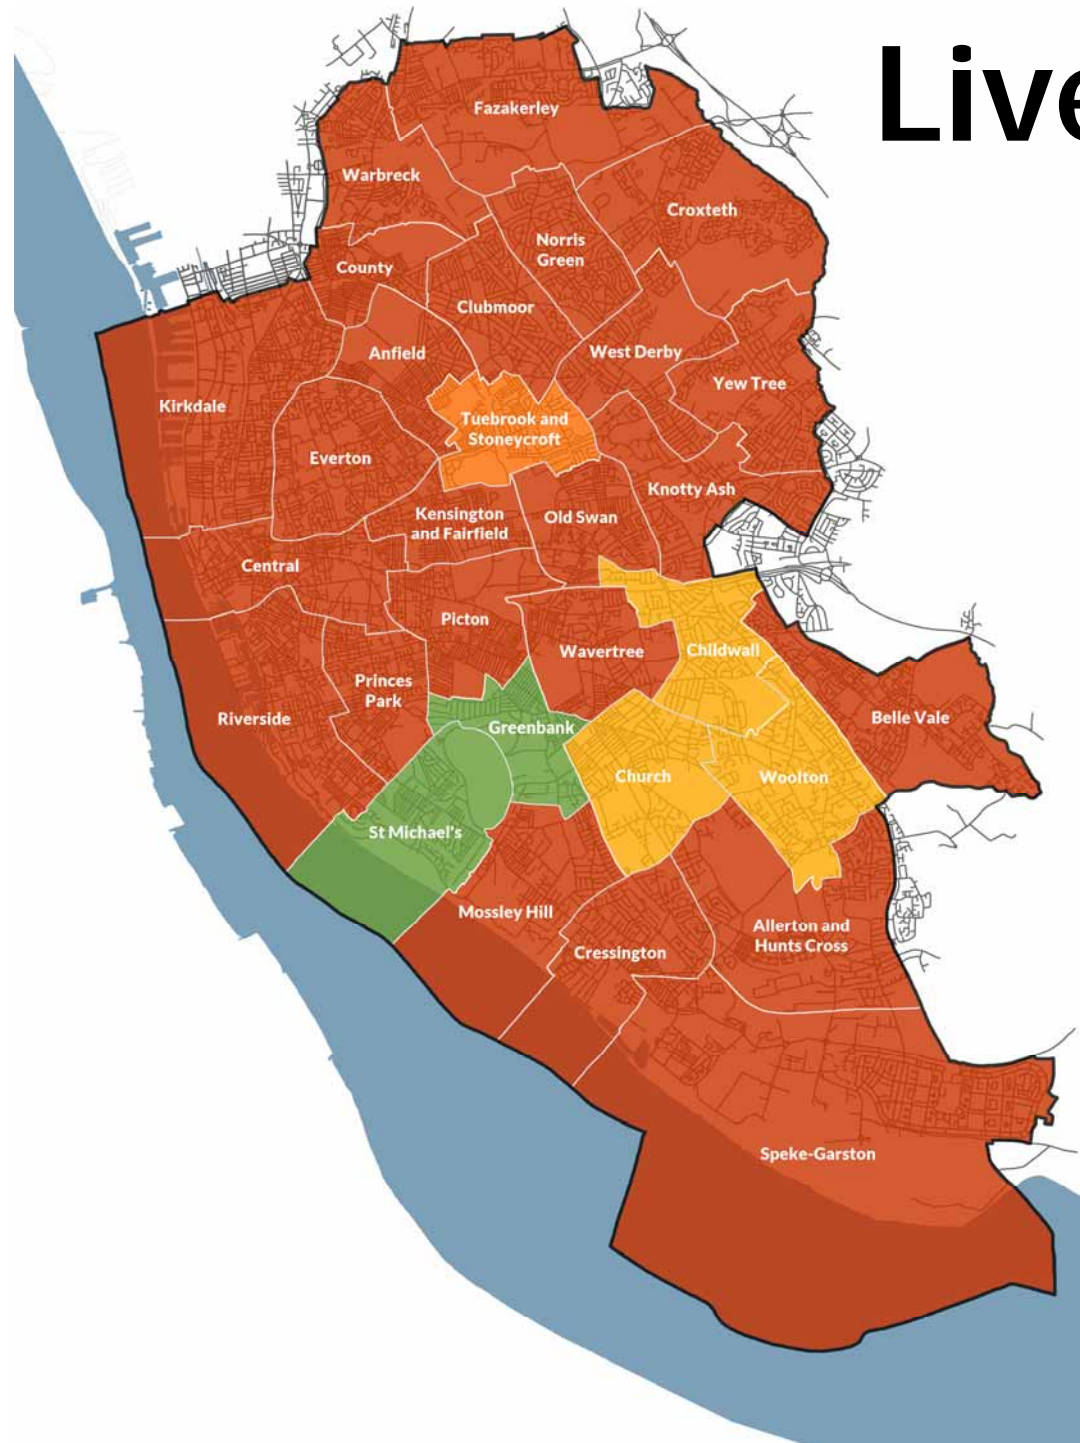 Live
Fazakerley
Warbreck
Croxteth
Norris
Green
County
Clubmoor
Anfield
West Derby
Yew Tree
Kirkdale
Tuebrook and
Stoneycroft
Everton
Knotty Ash
Kensington
and Fairfield
Old Swan
Central
Picton
Wavertree
Childwall
Princes
Park
Riverside
Greenbank
Belle Vale
Church
Woolton
St Michael's
Mossley Hill
Allerton and
Hunts Cross
Cressington
Speke-Garston